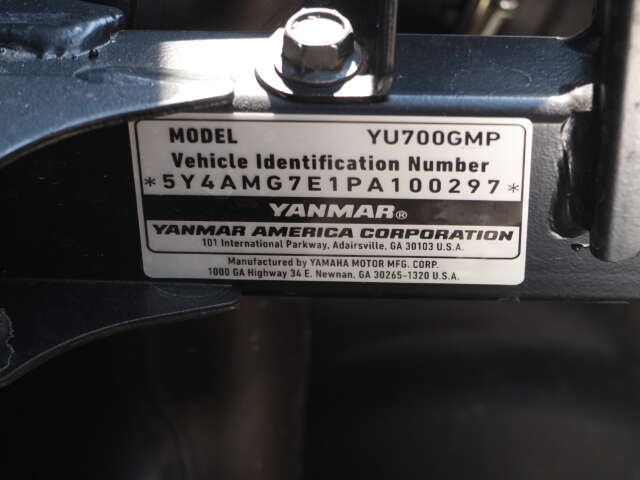 MODEL YU700GMP
Vehicle Identification Number
*5Y4AMG7E1PA100297*
YANMAR®
YANMAR AMERICA CORPORATION
101 International Parkway, Adairsville, GA 30103 U.S.A.
Manufactured by YAMAHA MOTOR MFG. CORP.
1000 GA Highway 34 E. Newnan, GA 30265-1320 U.S.A.